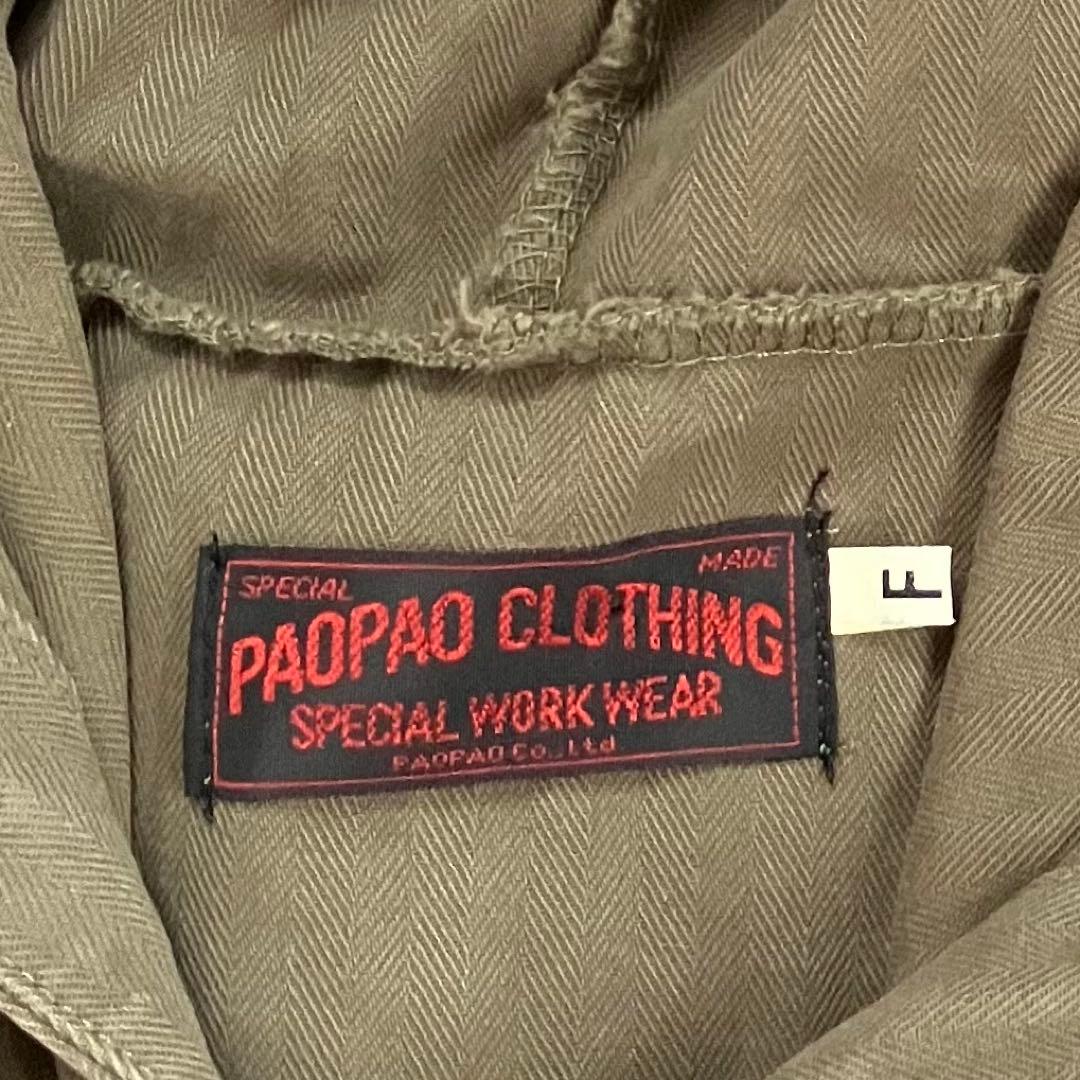 SPECIAL MADE
PAOPAO CLOTHING
SPECIAL WORK WEAR
PAOPAO Co.,Ltd
F